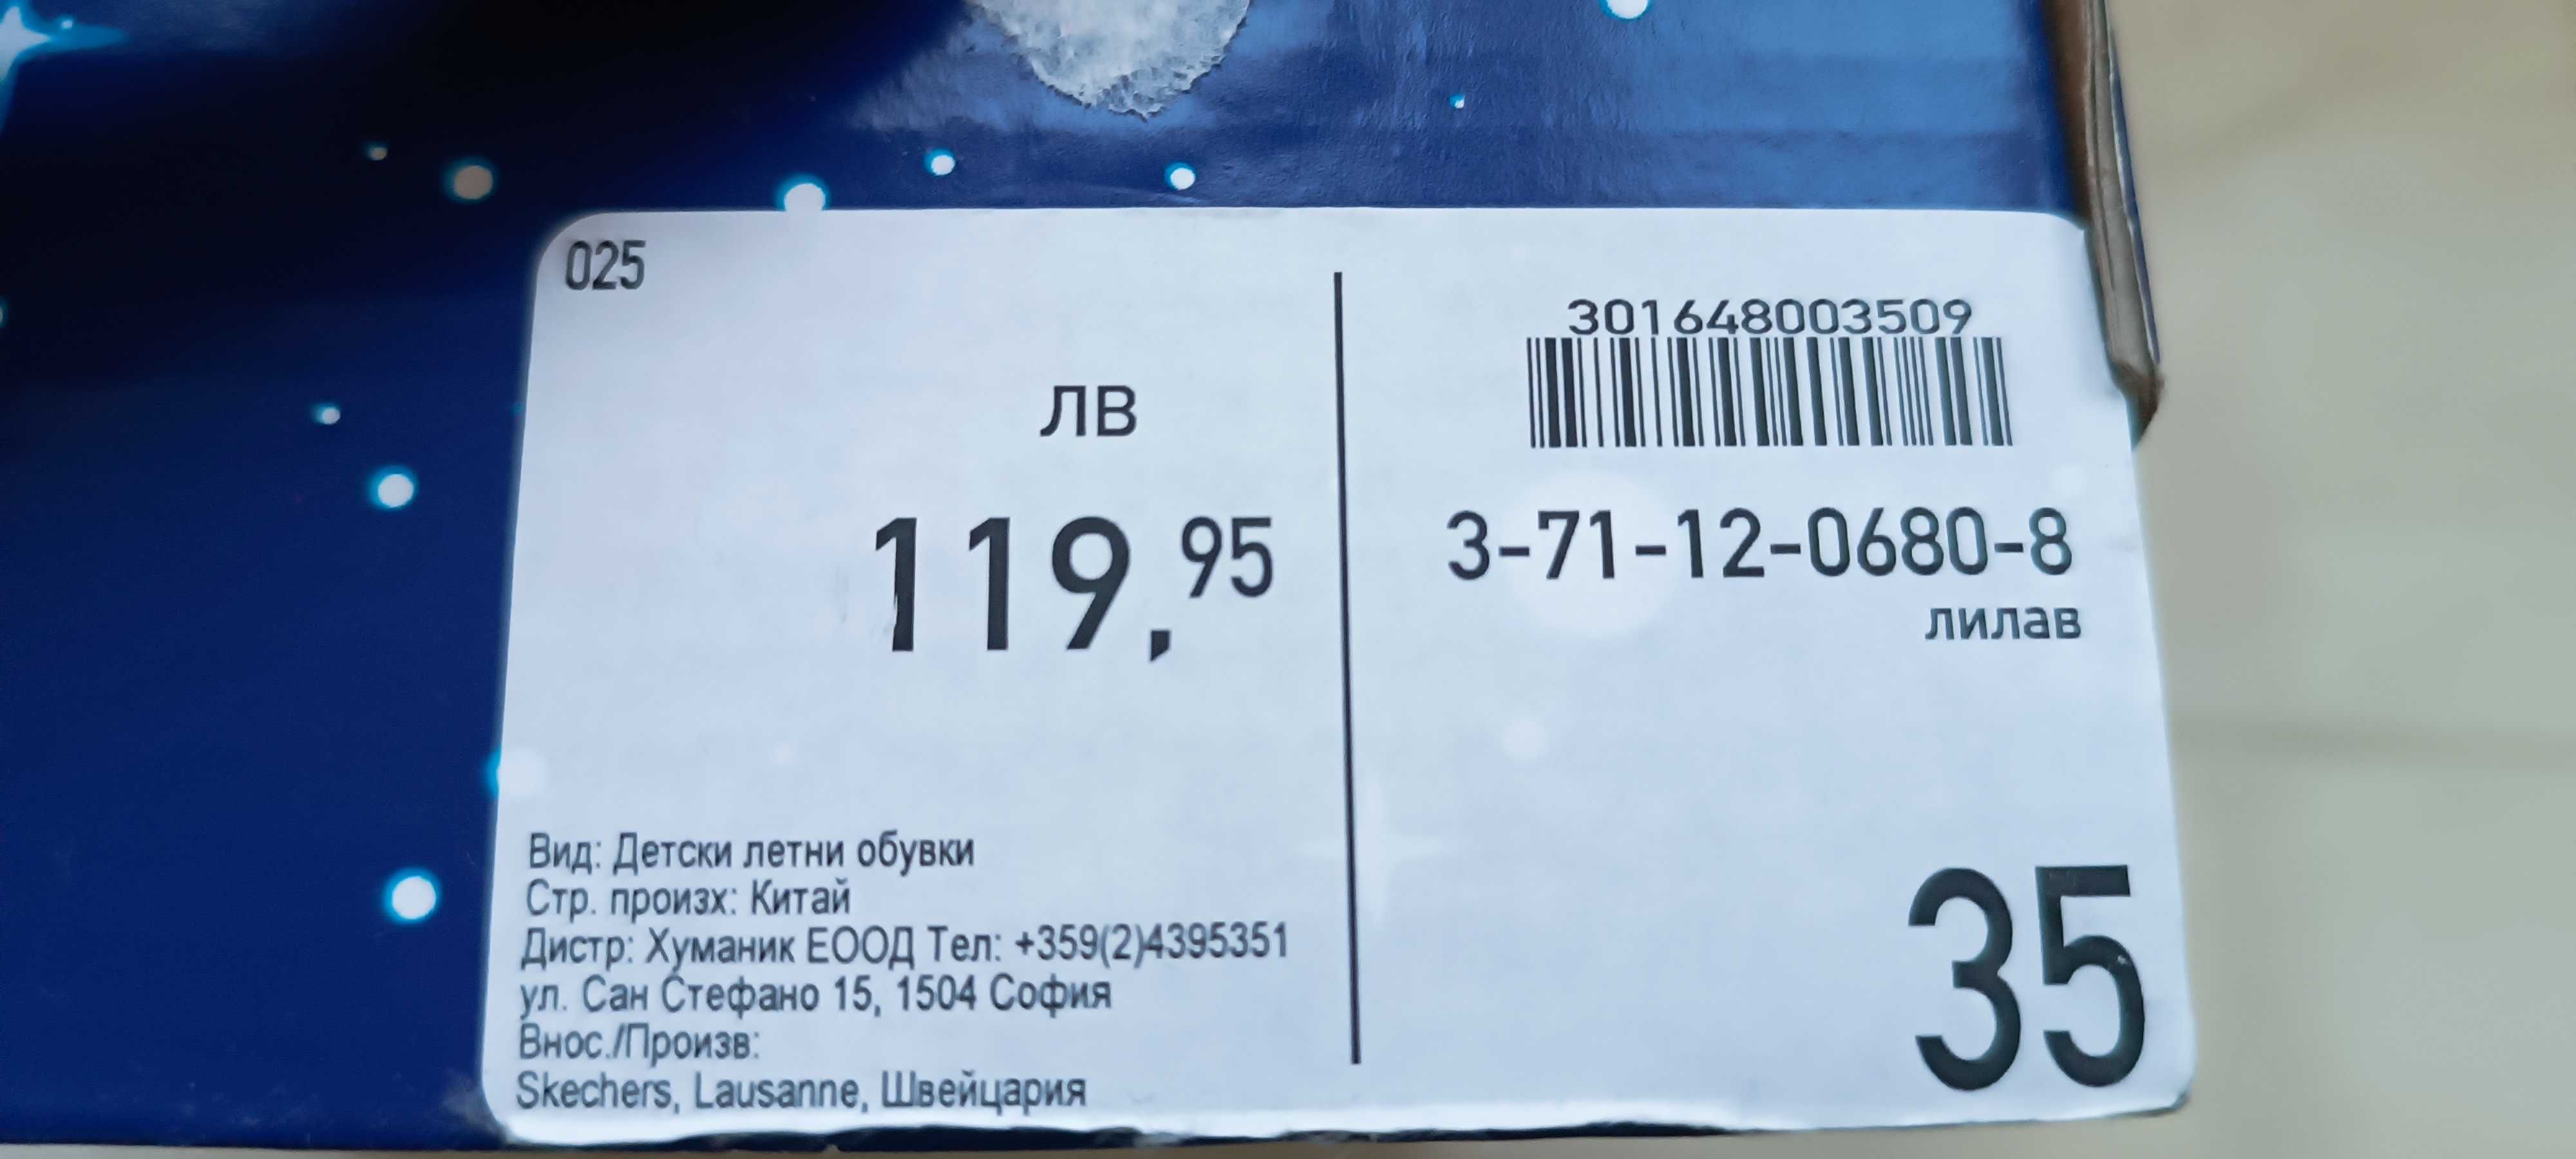 025
лв
119,95
Вид: Детски летни обувки
Стр. произх: Китай
Дистр: Хуманик ЕООД Тел: +359(2)4395351
ул. Сан Стефано 15, 1504 София
Внос./Произв:
Skechers, Lausanne, Швейцария
301648003509
3-71-12-0680-8
лилав
35